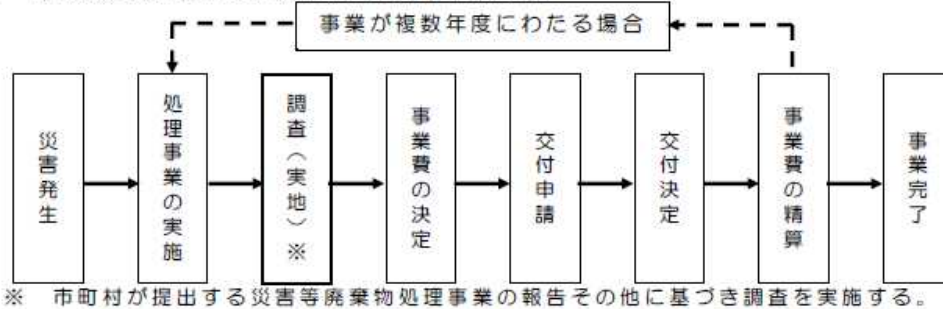 事業が複数年度にわたる場合
災害発生
処理事業の実施
調査（実地）※
事業費の決定
交付申請
交付決定
事業費の精算
事業完了
※　市町村が提出する災害等廃棄物処理事業の報告その他に基づき調査を実施する。